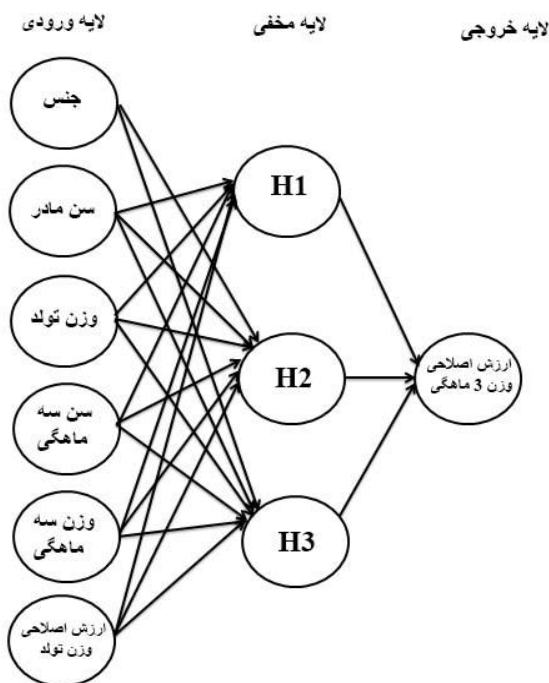 لایه خروجی
لایه مخفی
لایه ورودی
جنس
سن مادر
وزن تولد
سن سه
ماهگی
وزن سه
ماهگی
ارزش اصلاحی
وزن تولد
H1
H2
H3
ارزش اصلاحی
وزن 3 ماهگی